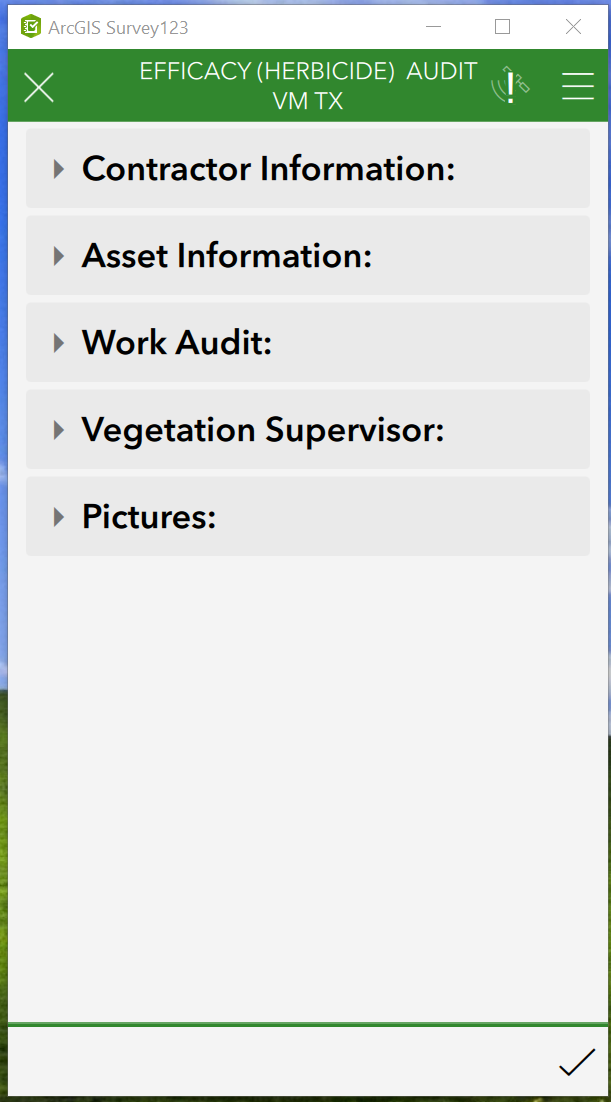 ArcGIS Survey123
EFFICACY (HERBICIDE) AUDIT
VM TX
Contractor Information:
Asset Information:
Work Audit:
Vegetation Supervisor:
Pictures: